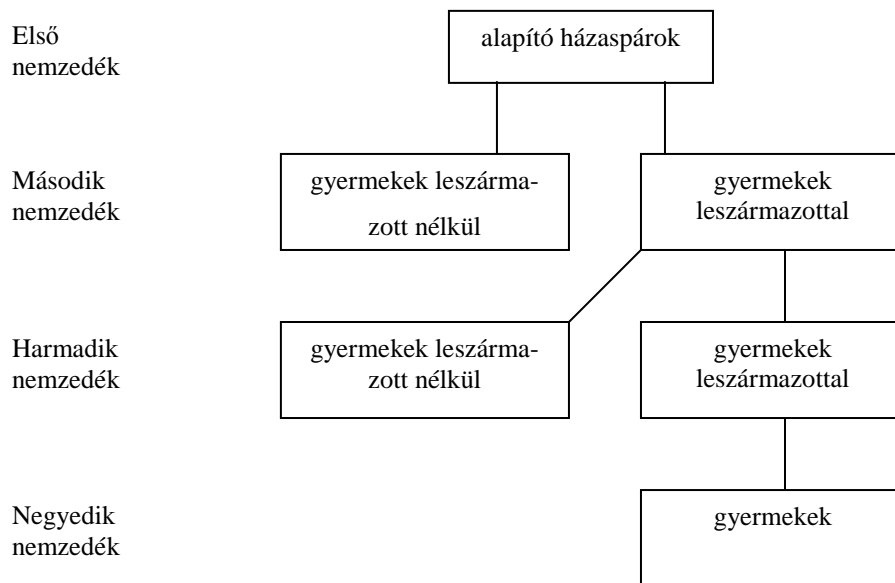 Első
nemzedék
alapító házaspárok
Második
nemzedék
gyermekek leszárma-
zott nélkül
gyermekek
leszármazottal
Harmadik
nemzedék
gyermekek leszárma-
zott nélkül
gyermekek
leszármazottal
Negyedik
nemzedék
gyermekek